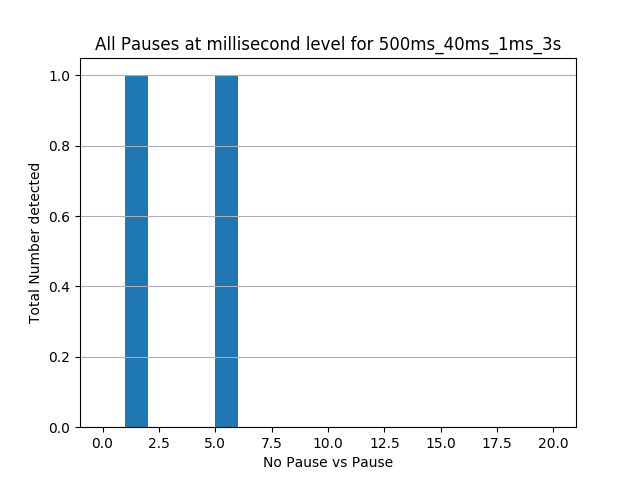 All Pauses at millisecond level for 500ms_40ms_1ms_3s
1.0
0.8
0.6
0.4
0.2
0.0
Total Number detected
0.0 2.5 5.0 7.5 10.0 12.5 15.0 17.5 20.0
No Pause vs Pause